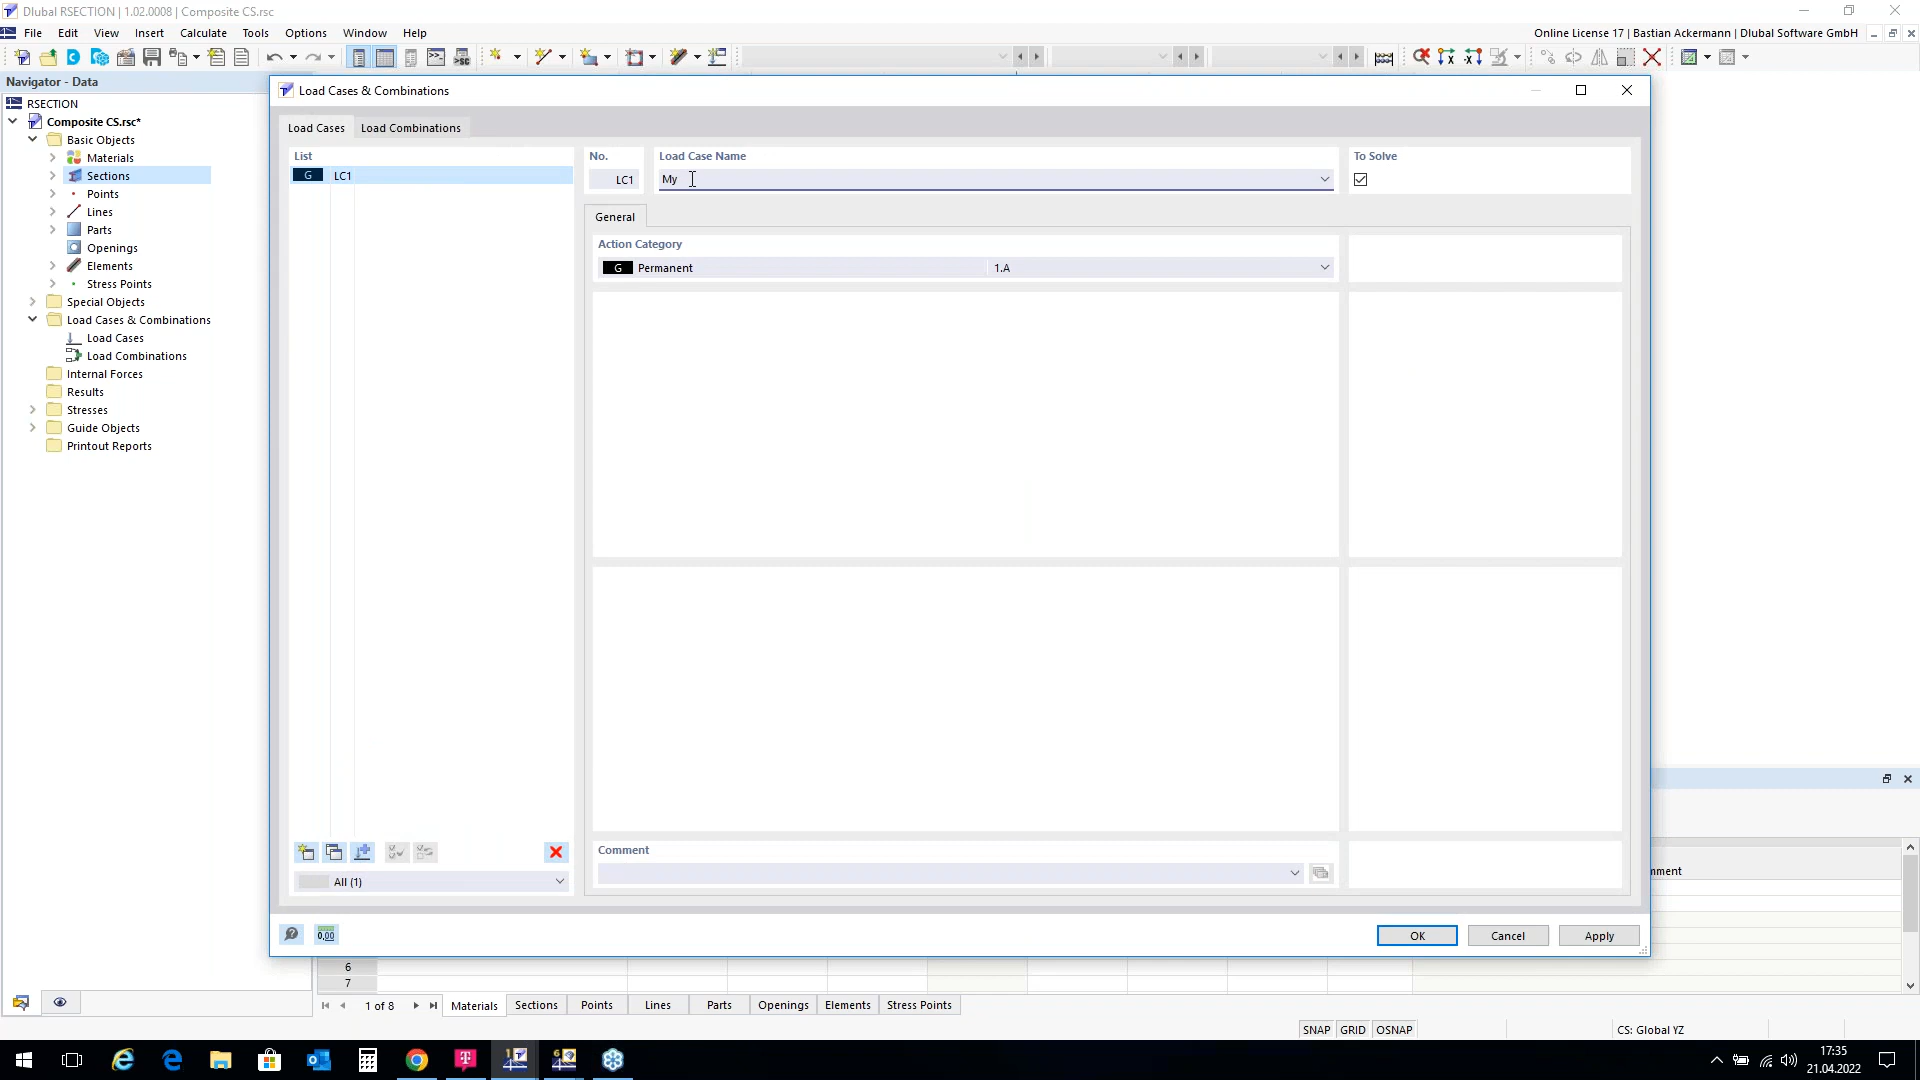 Dlubal RSECTION | 1.02.0008 | Composite CS.rsc
File Edit View Insert Calculate Tools Options Window Help
Online License 17 | Bastian Ackermann | Dlubal Software GmbH
Navigator - Data
RSECTION
Composite CS.rsc*
Basic Objects
Materials
Sections
Points
Lines
Parts
Openings
Elements
Stress Points
Special Objects
Load Cases & Combinations
Load Cases
Load Combinations
Internal Forces
Results
Stresses
Guide Objects
Printout Reports
Load Cases & Combinations
Load Cases Load Combinations
List
G LC1
No.
LC1
Load Case Name
My
To Solve
General
Action Category
G Permanent 1.A
Comment
All (1)
0,00
OK Cancel Apply
mment
6
7
1 of 8 Materials Sections Points Lines Parts Openings Elements Stress Points
SNAP GRID OSNAP CS: Global YZ
17:35
21.04.2022